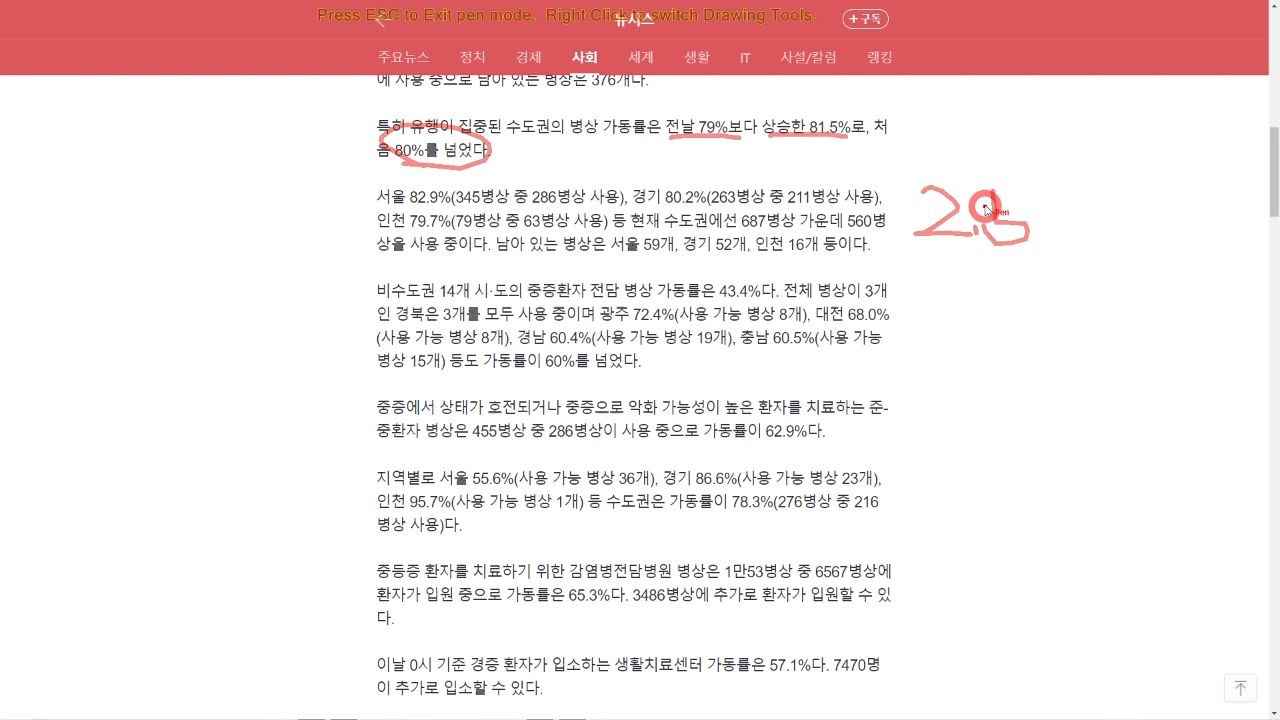 Press ESC to Exit pen mode. Right Click to switch Drawing Tools.
뉴시스
+ 구독
주요뉴스 정치 경제 사회 세계 생활 IT 사설/칼럼 랭킹
에 사용 중으로 남아 있는 병상은 376개다.
특히 유행이 집중된 수도권의 병상 가동률은 전날 79%보다 상승한 81.5%로, 처
음 80%를 넘었다.
서울 82.9%(345병상 중 286병상 사용), 경기 80.2%(263병상 중 211병상 사용),
인천 79.7%(79병상 중 63병상 사용) 등 현재 수도권에선 687병상 가운데 560병
상을 사용 중이다. 남아 있는 병상은 서울 59개, 경기 52개, 인천 16개 등이다.
2.5
Pen
비수도권 14개 시·도의 중증환자 전담 병상 가동률은 43.4%다. 전체 병상이 3개
인 경북은 3개를 모두 사용 중이며 광주 72.4%(사용 가능 병상 8개), 대전 68.0%
(사용 가능 병상 8개), 경남 60.4%(사용 가능 병상 19개), 충남 60.5%(사용 가능
병상 15개) 등도 가동률이 60%를 넘었다.
중증에서 상태가 호전되거나 중증으로 악화 가능성이 높은 환자를 치료하는 준-
중환자 병상은 455병상 중 286병상이 사용 중으로 가동률이 62.9%다.
지역별로 서울 55.6%(사용 가능 병상 36개), 경기 86.6%(사용 가능 병상 23개),
인천 95.7%(사용 가능 병상 1개) 등 수도권은 가동률이 78.3%(276병상 중 216
병상 사용)다.
중등증 환자를 치료하기 위한 감염병전담병원 병상은 1만53병상 중 6567병상에
환자가 입원 중으로 가동률은 65.3%다. 3486병상에 추가로 환자가 입원할 수 있
다.
이날 0시 기준 경증 환자가 입소하는 생활치료센터 가동률은 57.1%다. 7470명
이 추가로 입소할 수 있다.